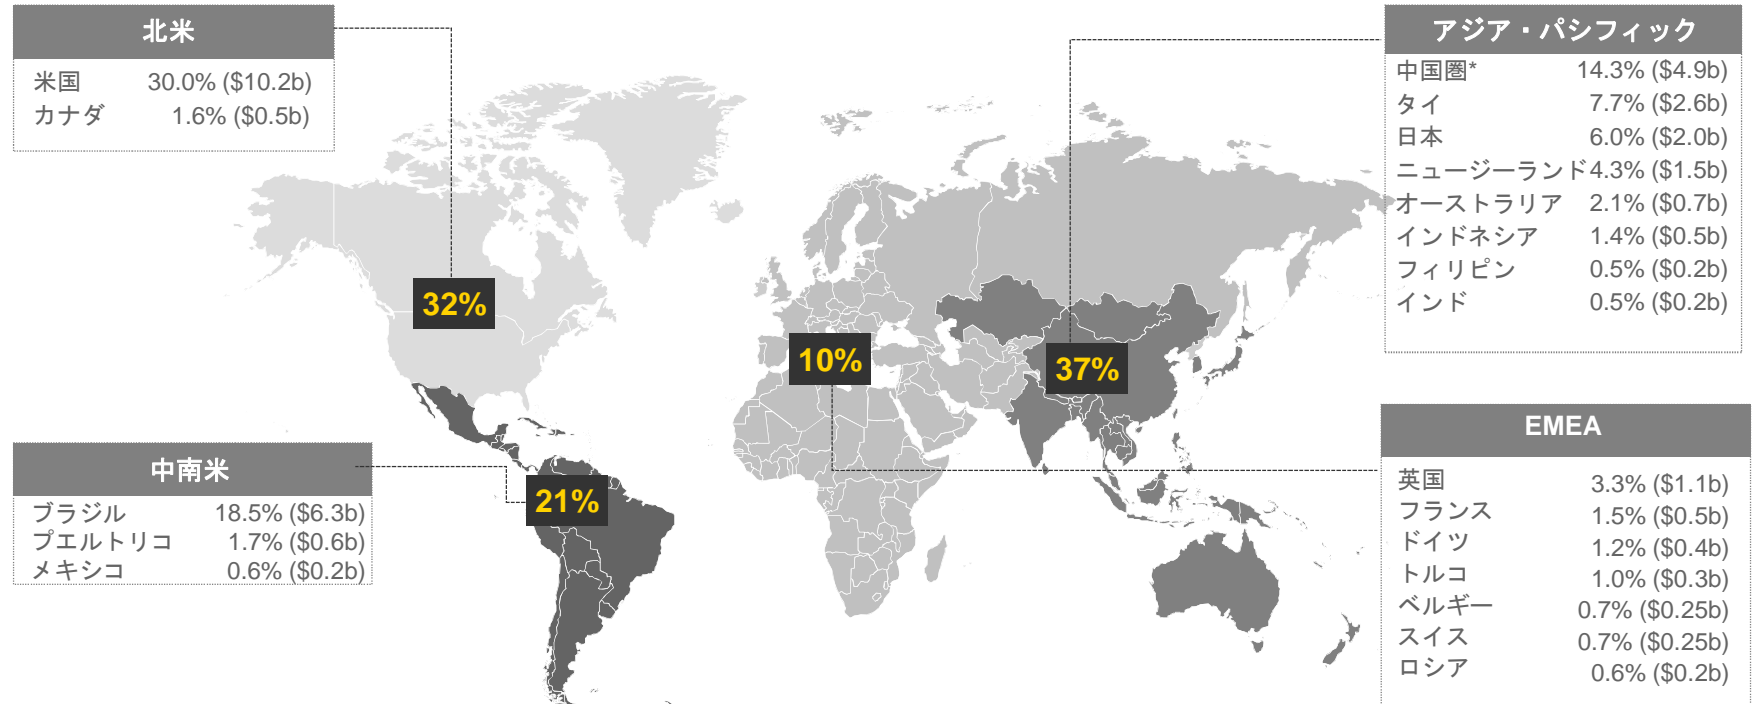 北米
米国 30.0% ($10.2b)
カナダ 1.6% ($0.5b)
32%
中南米
ブラジル 18.5% ($6.3b)
プエルトリコ 1.7% ($0.6b)
メキシコ 0.6% ($0.2b)
21%
10%
37%
アジア・パシフィック
中国圏* 14.3% ($4.9b)
タイ 7.7% ($2.6b)
日本 6.0% ($2.0b)
ニュージーランド 4.3% ($1.5b)
オーストラリア 2.1% ($0.7b)
インドネシア 1.4% ($0.5b)
フィリピン 0.5% ($0.2b)
インド 0.5% ($0.2b)
EMEA
英国 3.3% ($1.1b)
フランス 1.5% ($0.5b)
ドイツ 1.2% ($0.4b)
トルコ 1.0% ($0.3b)
ベルギー 0.7% ($0.25b)
スイス 0.7% ($0.25b)
ロシア 0.6% ($0.2b)